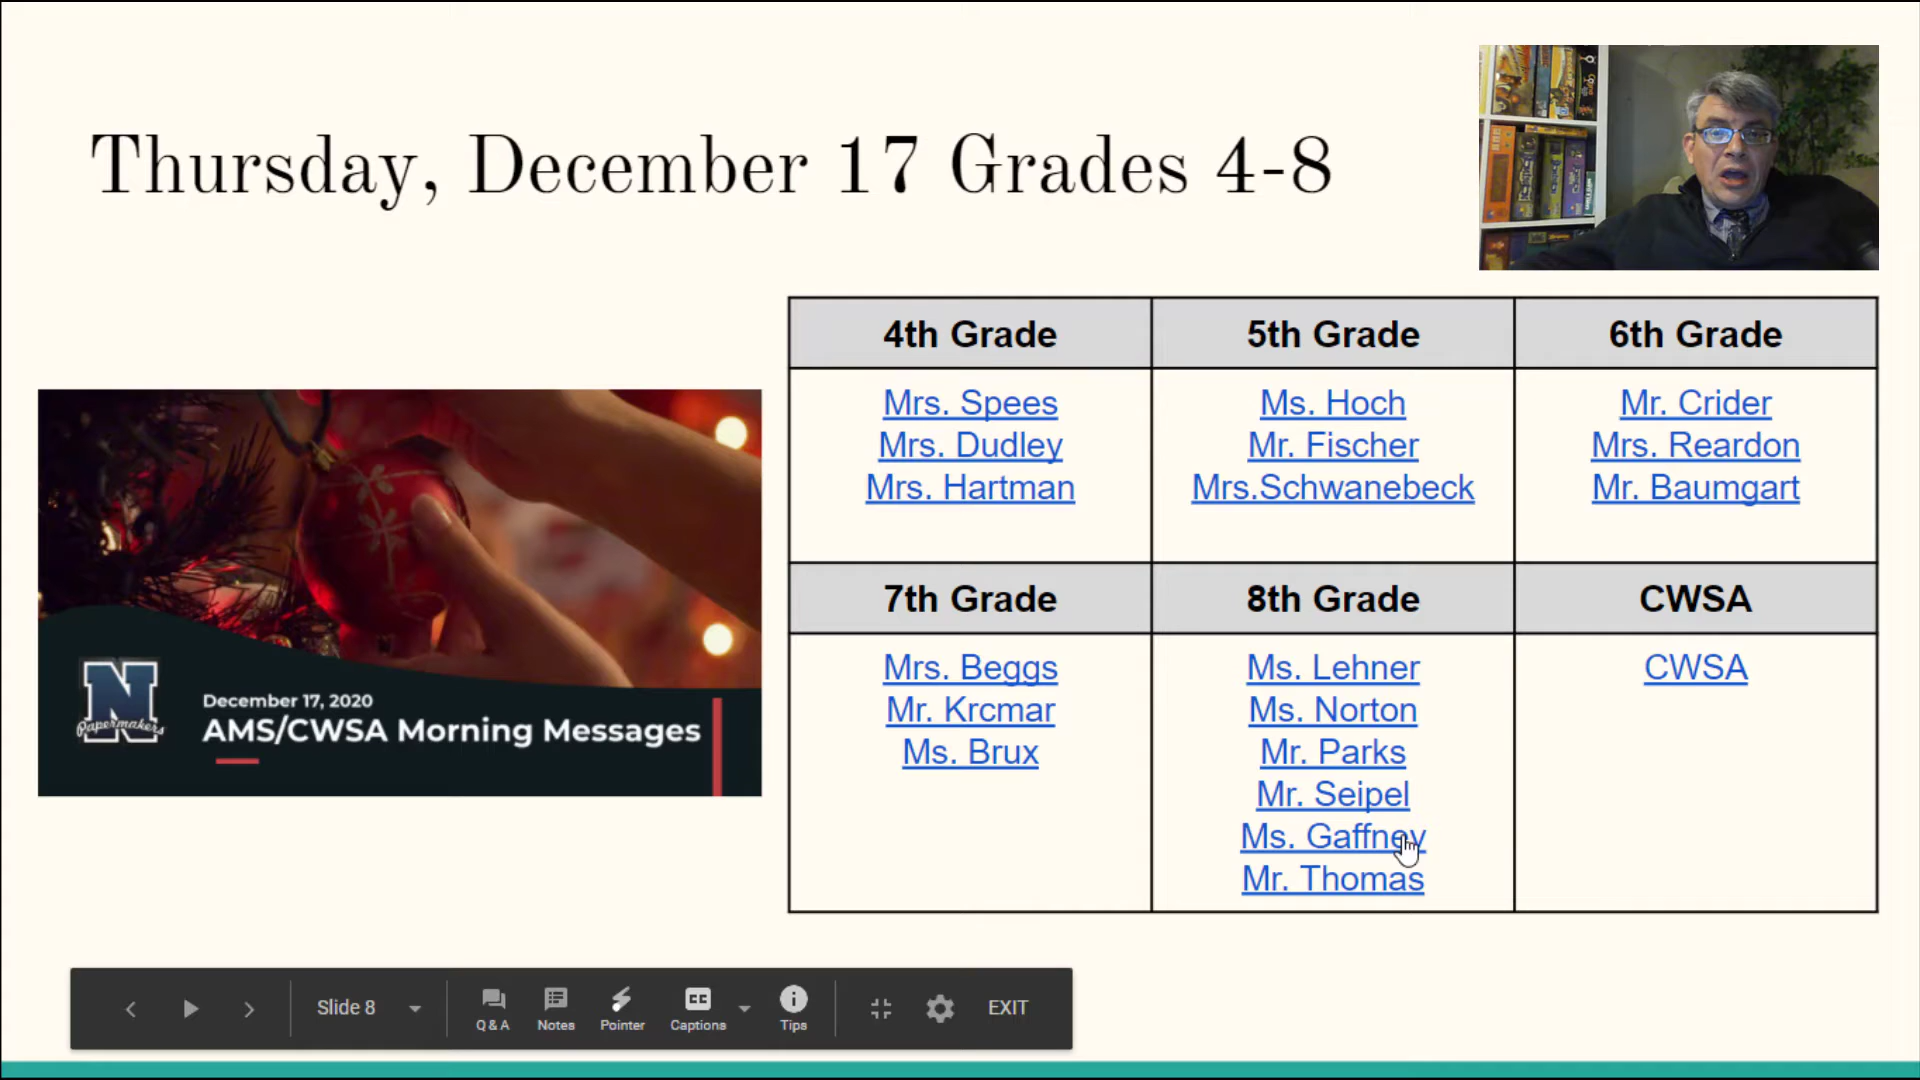 Thursday, December 17 Grades 4-8
4th Grade
5th Grade
6th Grade
Mrs. Spees
Mrs. Dudley
Mrs. Hartman
Ms. Hoch
Mr. Fischer
Mrs.Schwanebeck
Mr. Crider
Mrs. Reardon
Mr. Baumgart
7th Grade
8th Grade
CWSA
Mrs. Beggs
Mr. Krcmar
Ms. Brux
Ms. Lehner
Ms. Norton
Mr. Parks
Mr. Seipel
Ms. Gaffney
Mr. Thomas
CWSA
N
Papermakers
December 17, 2020
AMS/CWSA Morning Messages
Slide 8
Q & A
Notes
Pointer
CC
Captions
Tips
EXIT